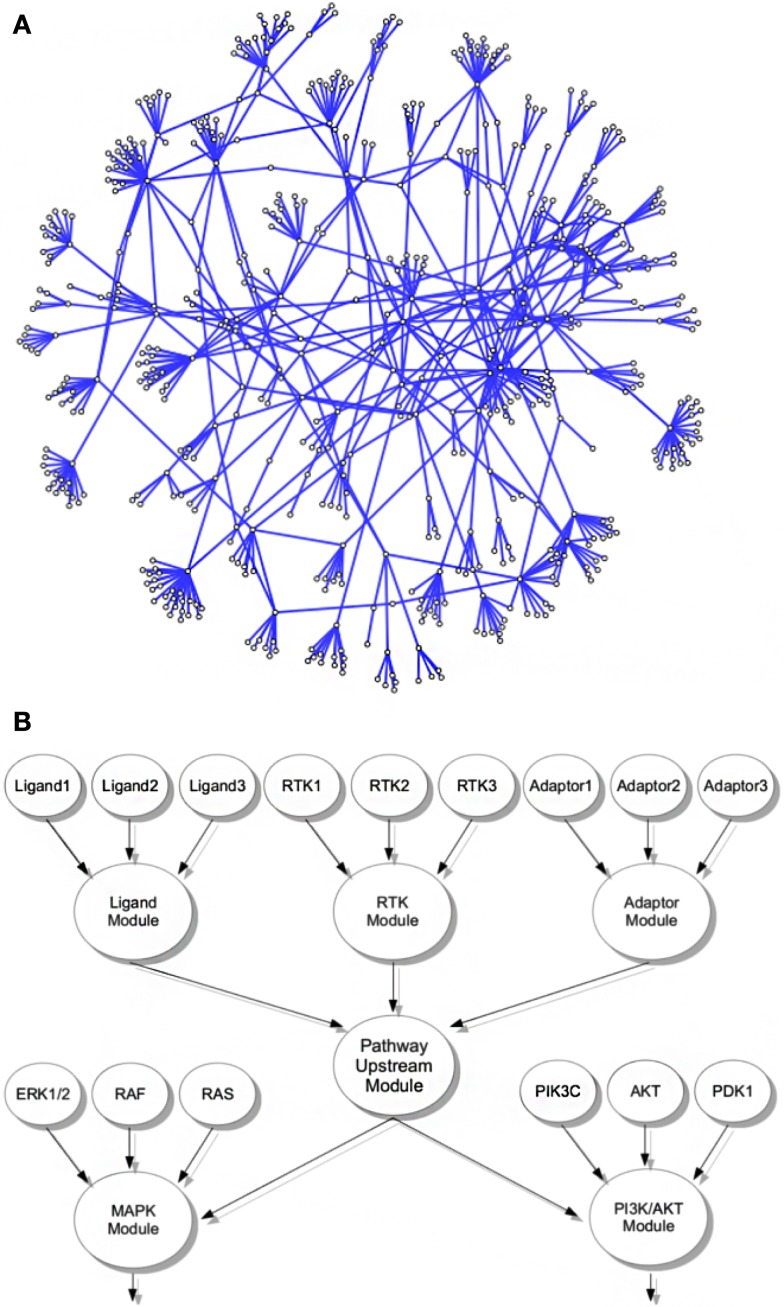 A
B
Ligand1 Ligand2 Ligand3 RTK1 RTK2 RTK3 Adaptor1 Adaptor2 Adaptor3
Ligand
Module
RTK
Module
Adaptor
Module
Pathway
Upstream
Module
ERK1/2 RAF RAS PIK3C AKT PDK1
MAPK
Module
PI3K/AKT
Module